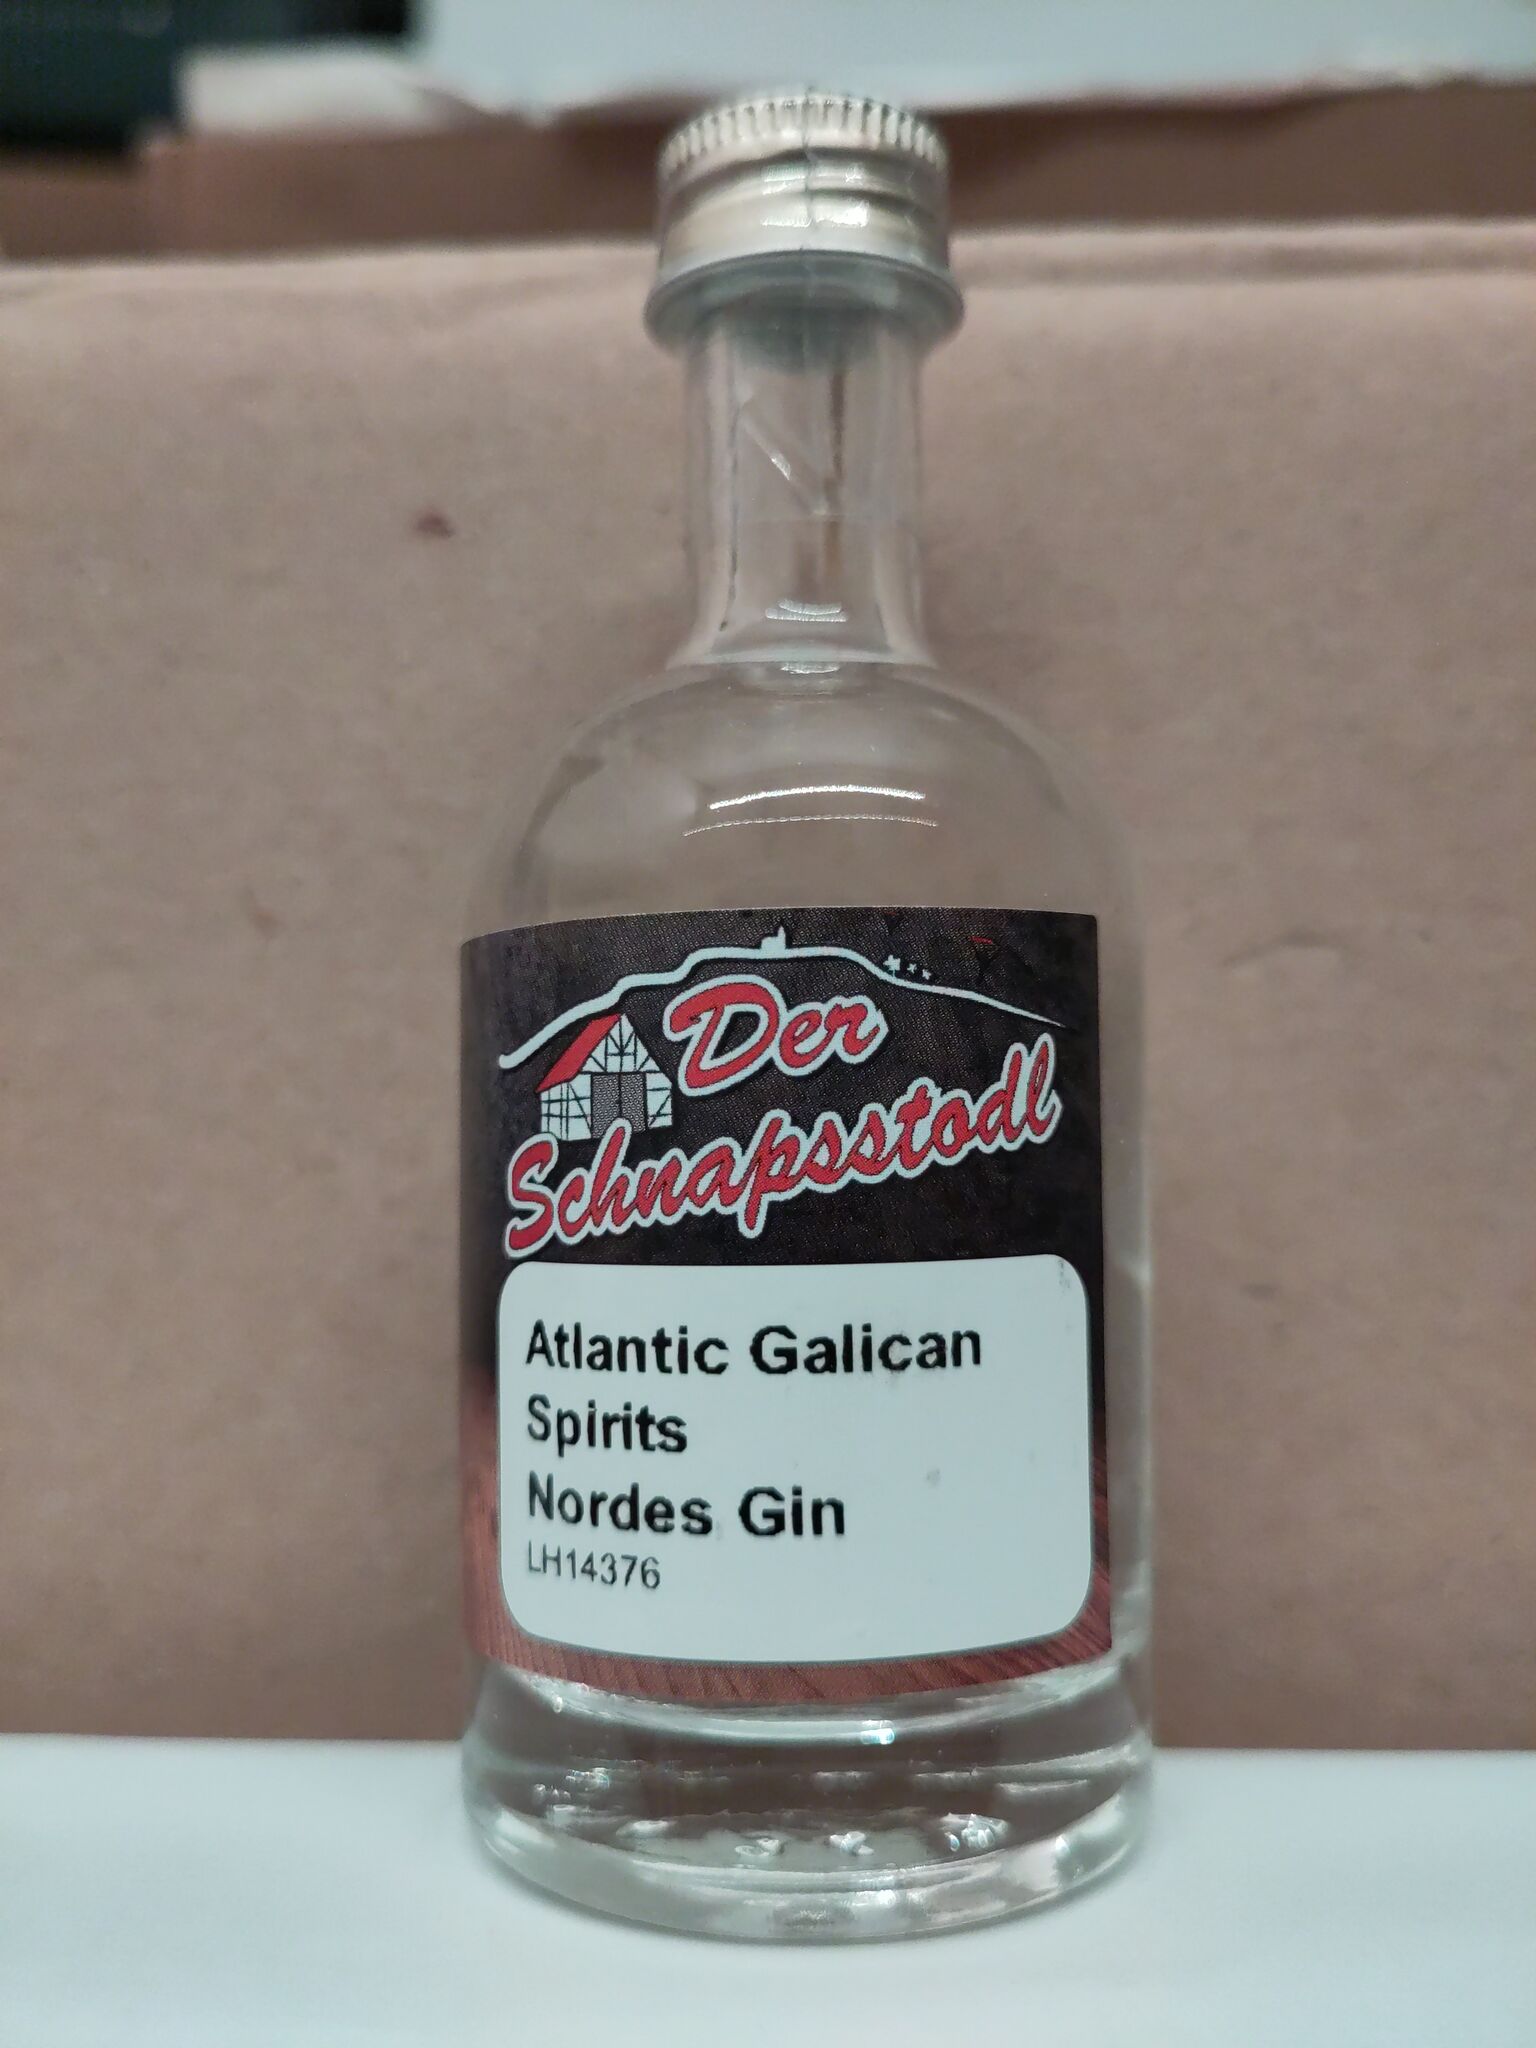 Der
Schnapsstodl
Atlantic Galican
Spirits
Nordes Gin
LH14376